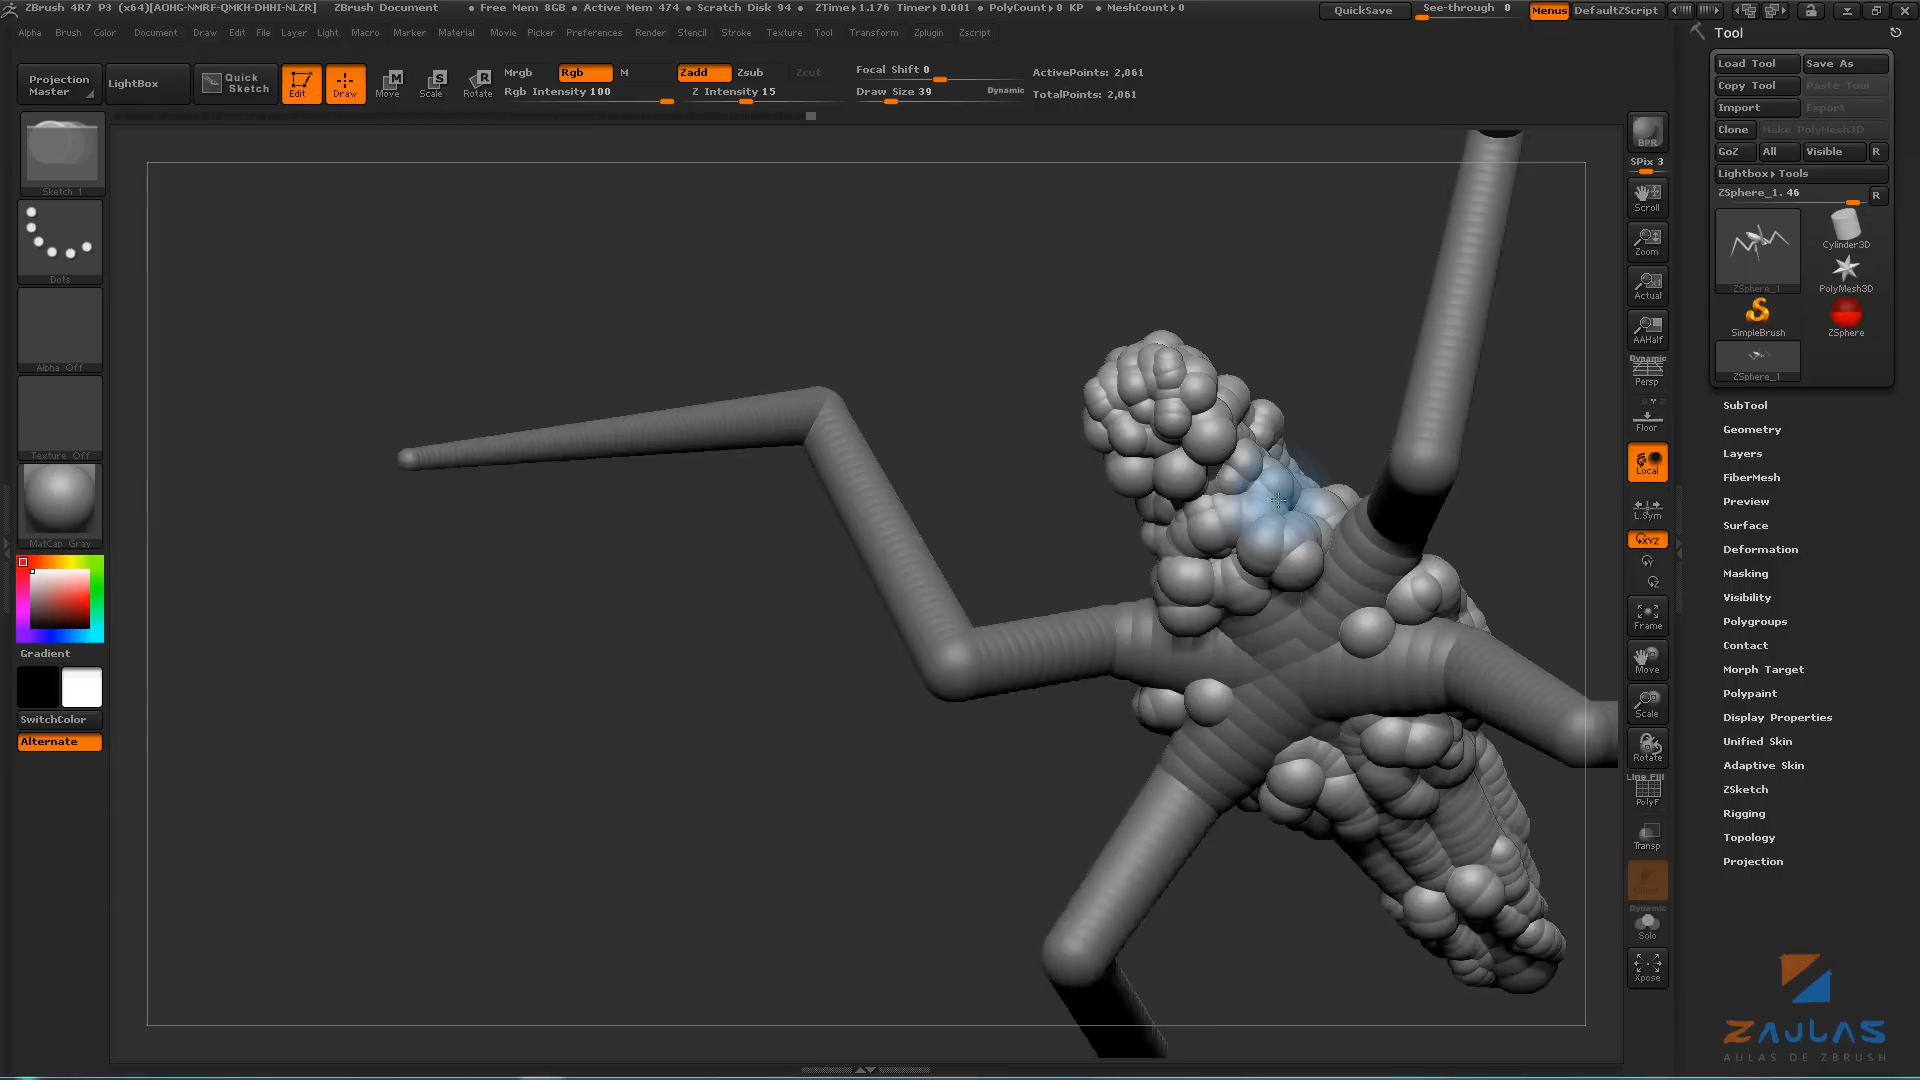 ZBrush 4R7 P3 (x64)[AOHG-NMRF-QMKH-DHHI-NLZR] ZBrush Document • Free Mem 8GB • Active Mem 474 • Scratch Disk 94 • ZTime▸1.176 Timer▸0.001 • PolyCount▸0 KP • MeshCount▸0 QuickSave See-through 0 Menus DefaultZScript
Alpha Brush Color Document Draw Edit File Layer Light Macro Marker Material Movie Picker Preferences Render Stencil Stroke Texture Tool Transform Zplugin Zscript
Tool
Load Tool Save As
Copy Tool Paste Tool
Import Export
Clone Make PolyMesh3D
GoZ All Visible R
Lightbox▸Tools
ZSphere_1. 46 R
ZSphere_1
Cylinder3D
PolyMesh3D
SimpleBrush
ZSphere
ZSphere_1
SubTool
Geometry
Layers
FiberMesh
Preview
Surface
Deformation
Masking
Visibility
Polygroups
Contact
Morph Target
Polypaint
Display Properties
Unified Skin
Adaptive Skin
ZSketch
Rigging
Topology
Projection
Projection
Master
LightBox
Quick
Sketch
Edit
Draw
Move
Scale
Rotate
Mrgb Rgb M
Rgb Intensity 100
Zadd Zsub Zcut
Z Intensity 15
Focal Shift 0
Draw Size 39 Dynamic
ActivePoints: 2,061
TotalPoints: 2,061
Sketch 1
Dots
Alpha Off
Texture Off
MatCap Gray
Gradient
SwitchColor
Alternate
BPR
SPix 3
Scroll
Zoom
Actual
AAHalf
Dynamic
Persp
Floor
Local
L.Sym
XYZ
Frame
Move
Scale
Rotate
Line Fill
PolyF
Transp
Dynamic
Solo
Xpose
ZAULAS
AULAS DE ZBRUSH